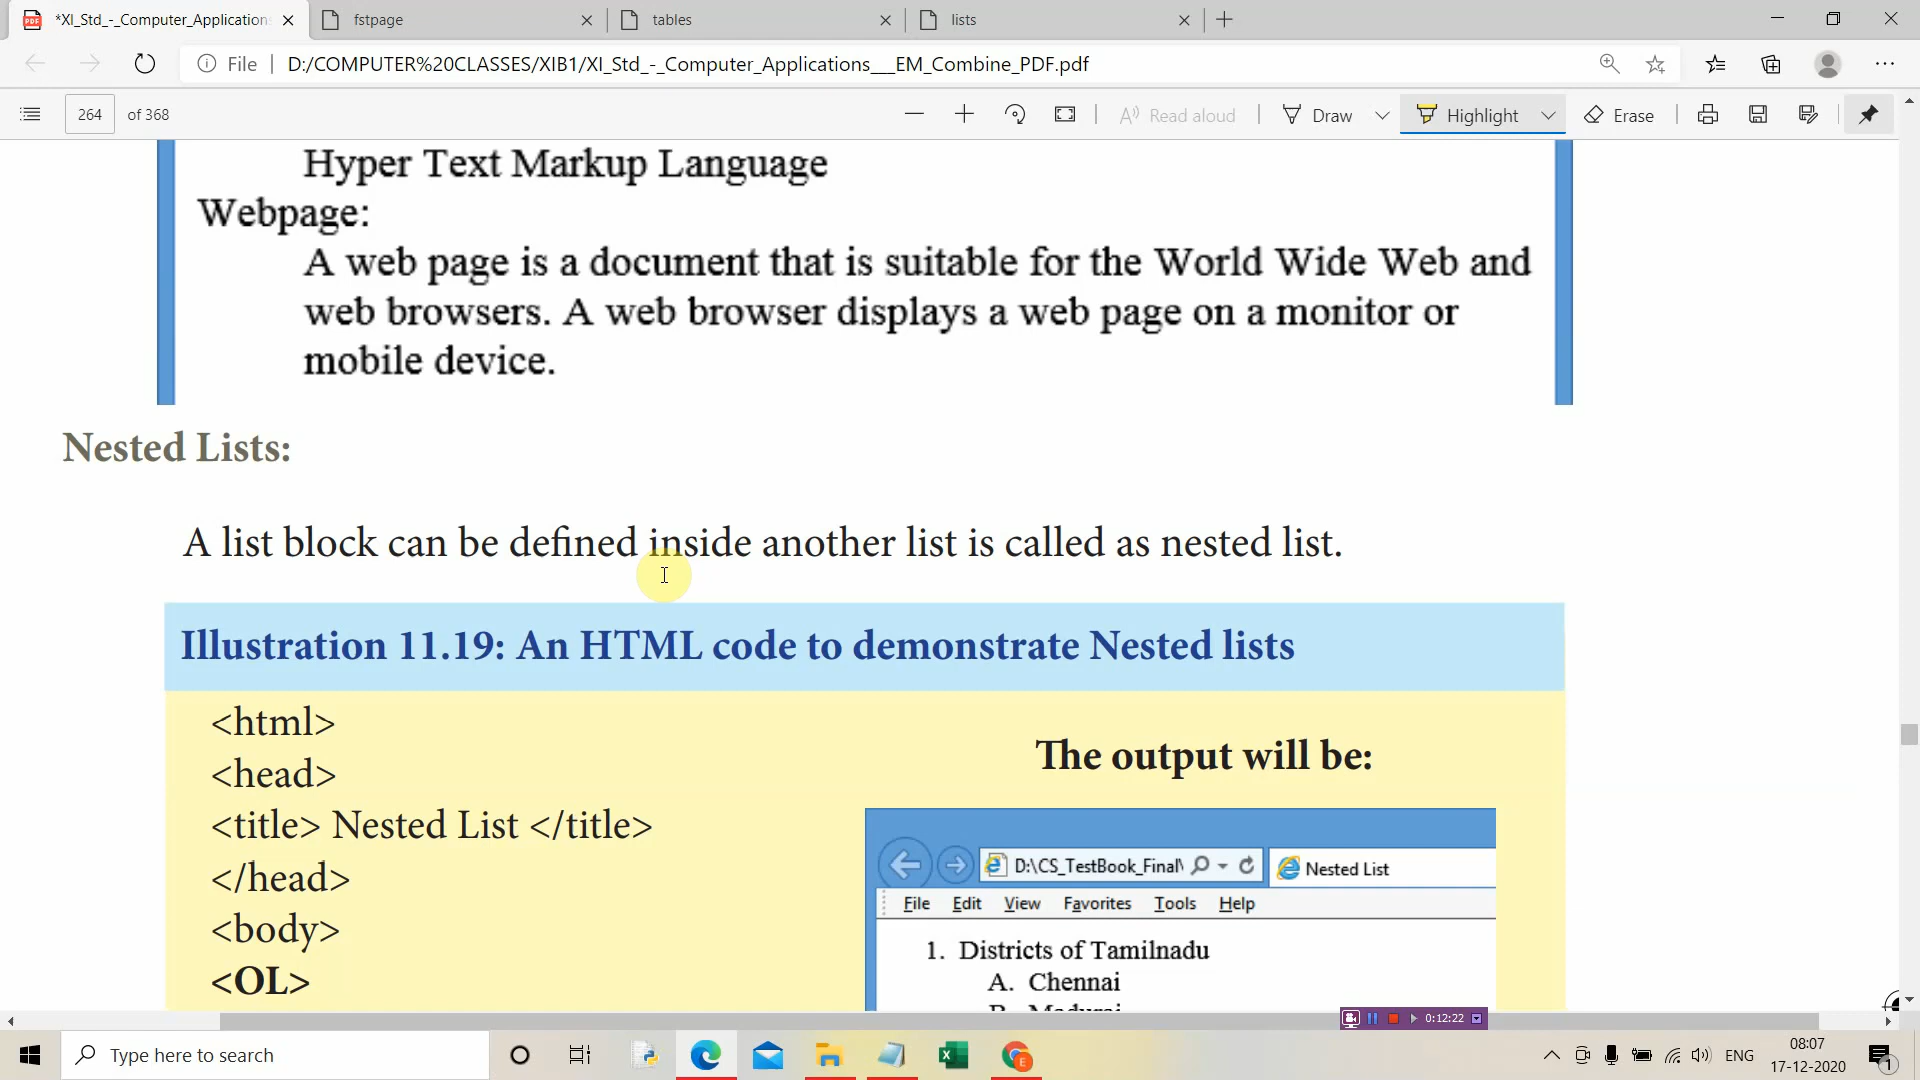 *XI_Std_-_Computer_Application
fstpage
tables
lists
File
D:/COMPUTER%20CLASSES/XIB1/XI_Std_-_Computer_Applications___EM_Combine_PDF.pdf
264 of 368
Read aloud
Draw
Highlight
Erase
Hyper Text Markup Language
Webpage:
A web page is a document that is suitable for the World Wide Web and
web browsers. A web browser displays a web page on a monitor or
mobile device.
Nested Lists:
A list block can be defined inside another list is called as nested list.
Illustration 11.19: An HTML code to demonstrate Nested lists
<html>
<head>
<title> Nested List </title>
</head>
<body>
<OL>
The output will be:
D:\CS_TestBook_Final\
Nested List
File Edit View Favorites Tools Help
1. Districts of Tamilnadu
A. Chennai
B. Madurai
0:12:22
Type here to search
ENG
08:07
17-12-2020
1